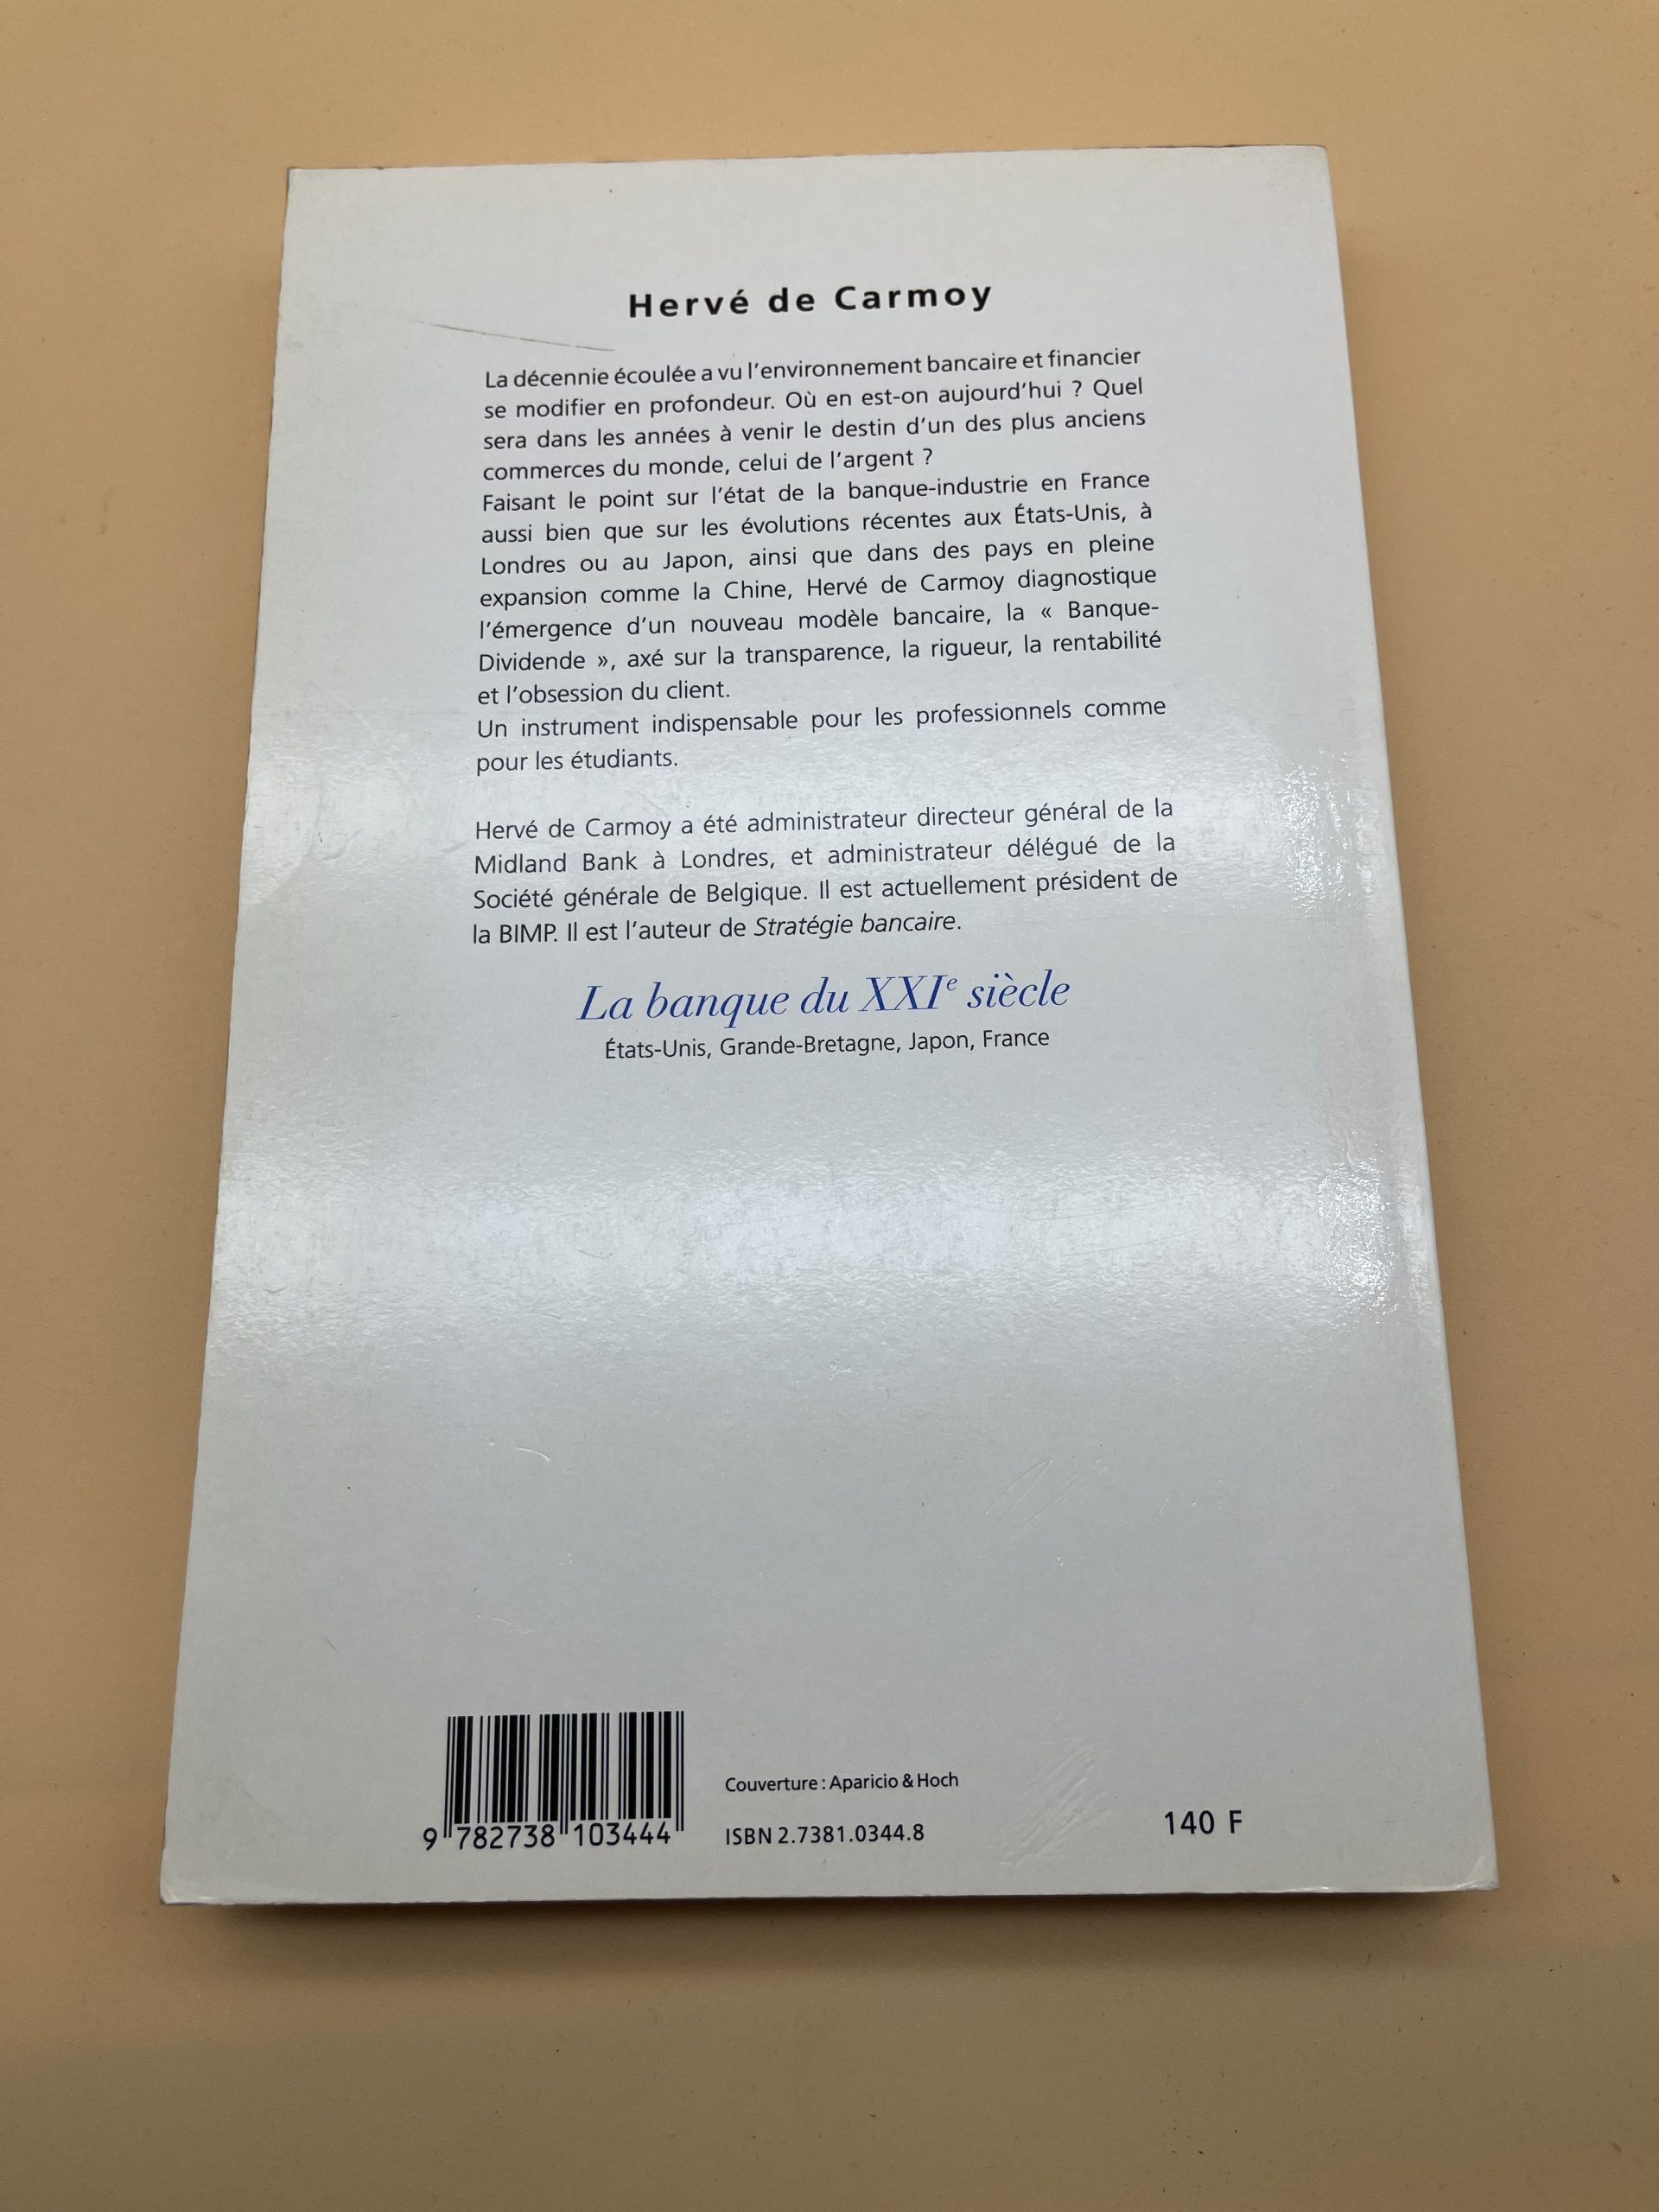 Hervé de Carmoy
La décennie écoulée a vu l'environnement bancaire et financier
se modifier en profondeur. Où en est-on aujourd'hui ? Quel
sera dans les années à venir le destin d'un des plus anciens
commerces du monde, celui de l'argent ?
Faisant le point sur l'état de la banque-industrie en France
aussi bien que sur les évolutions récentes aux États-Unis, à
Londres ou au Japon, ainsi que dans des pays en pleine
expansion comme la Chine, Hervé de Carmoy diagnostique
l'émergence d'un nouveau modèle bancaire, la « Banque-
Dividende », axé sur la transparence, la rigueur, la rentabilité
et l'obsession du client.
Un instrument indispensable pour les professionnels comme
pour les étudiants.
Hervé de Carmoy a été administrateur directeur général de la
Midland Bank à Londres, et administrateur délégué de la
Société générale de Belgique. Il est actuellement président de
la BIMP. Il est l'auteur de Stratégie bancaire.
La banque du XXIe siècle
États-Unis, Grande-Bretagne, Japon, France
Couverture : Aparicio & Hoch
ISBN 2.7381.0344.8
140 F
9 782738 103444